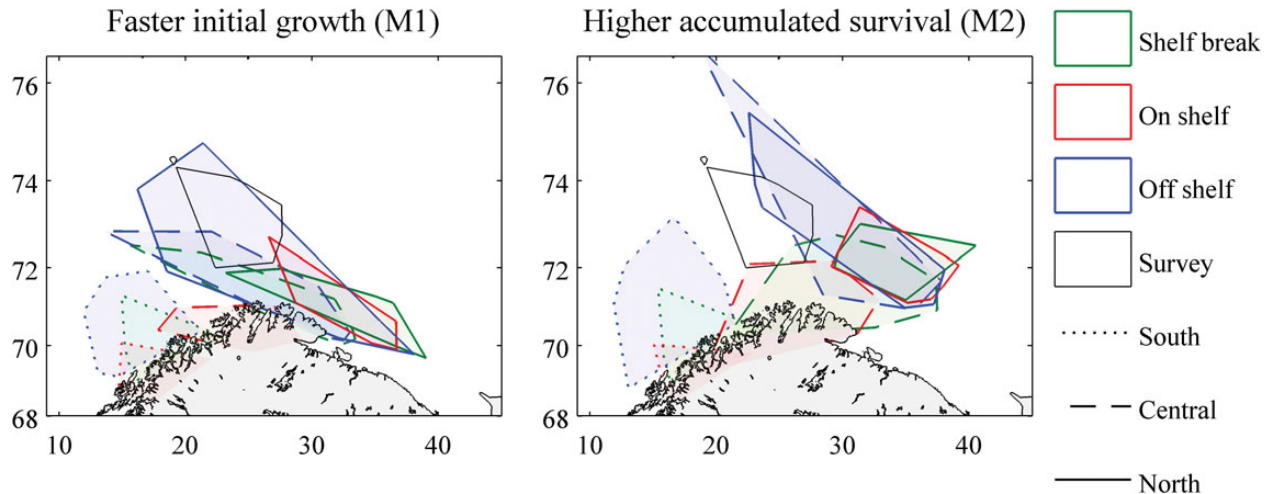 Faster initial growth (M1)
Higher accumulated survival (M2)
76
74
72
70
68
10
20
30
40
76
74
72
70
68
10
20
30
40
Shelf break
On shelf
Off shelf
Survey
South
Central
North